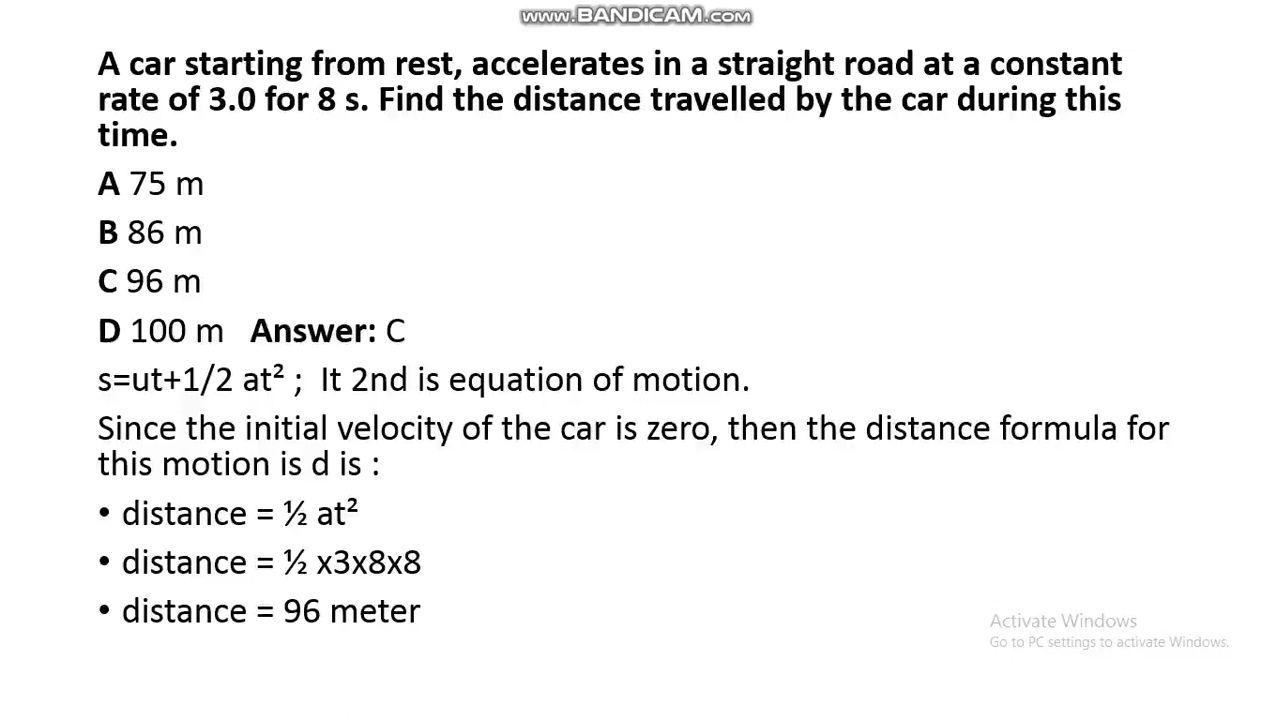 www.BANDICAM.com
A car starting from rest, accelerates in a straight road at a constant
rate of 3.0 for 8 s. Find the distance travelled by the car during this
time.
A 75 m
B 86 m
C 96 m
D 100 m   Answer: C
s=ut+1/2 at² ;  It 2nd is equation of motion.
Since the initial velocity of the car is zero, then the distance formula for
this motion is d is :
• distance = ½ at²
• distance = ½ x3x8x8
• distance = 96 meter
Activate Windows
Go to PC settings to activate Windows.